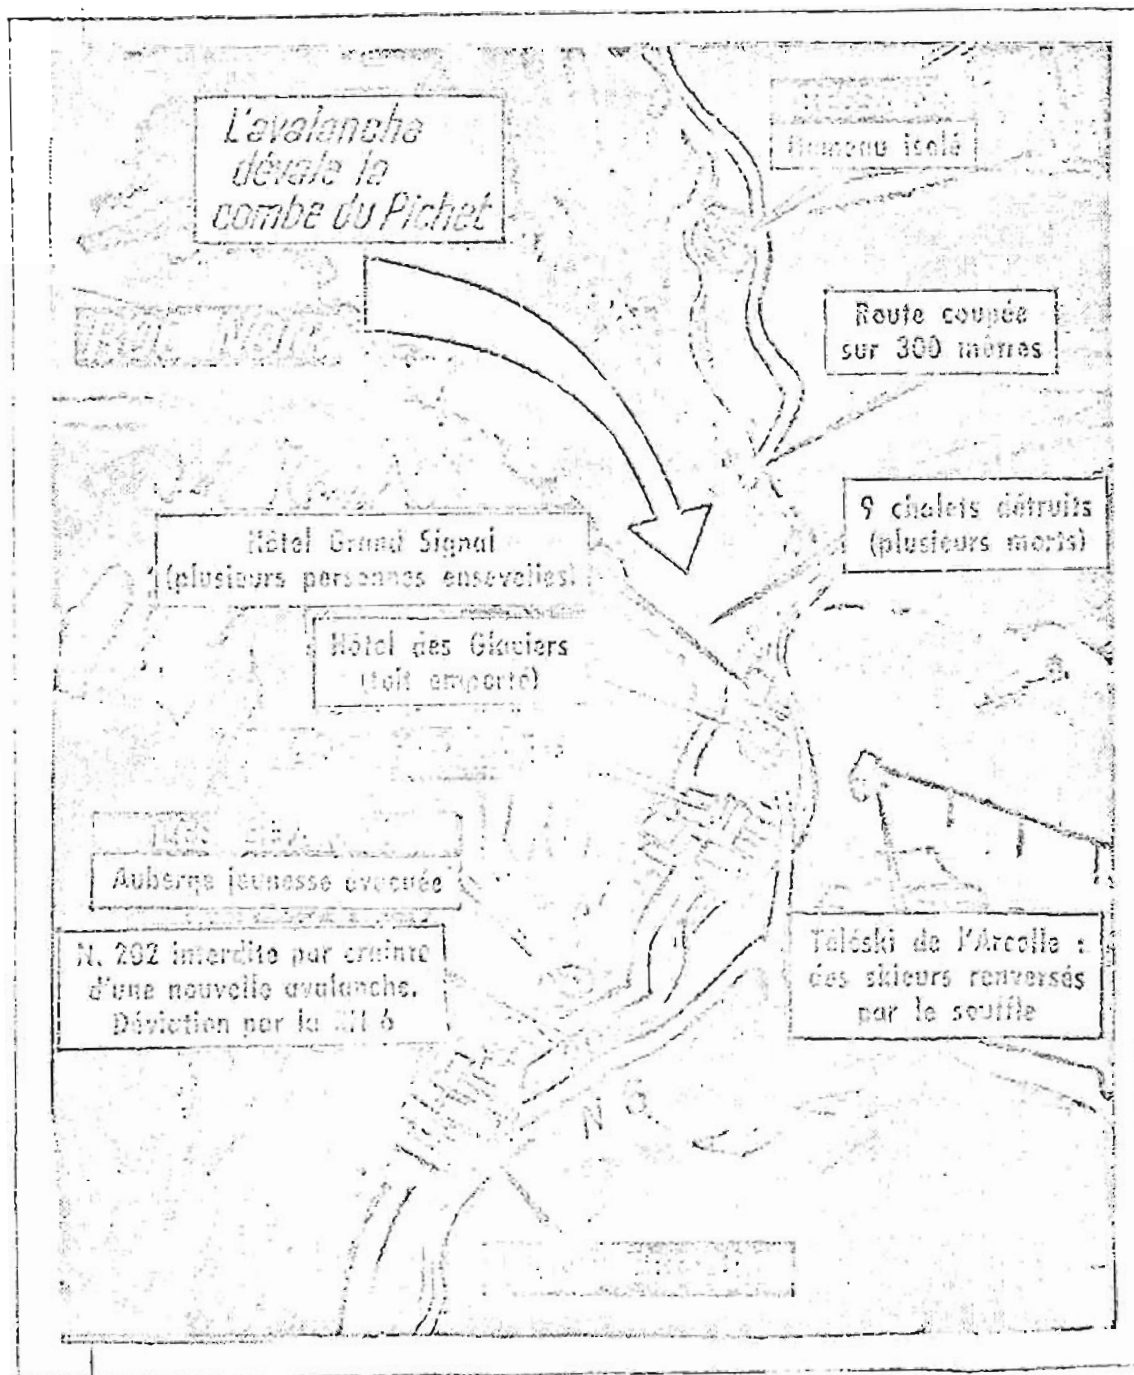 L'avalanche
dévale la
combe du Pichet
Hameau isolé
ROC NOIR
Route coupée
sur 300 mètres
9 chalets détruits
(plusieurs morts)
Hôtel Grand Signal
(plusieurs personnes ensevelies)
Hôtel des Glaciers
(toit emporté)
Auberge jeunesse évacuée
N. 202 interdite par crainte
d'une nouvelle avalanche.
Déviation par la
Téléski de l'Arcelle :
des skieurs renversés
par le souffle
N 6